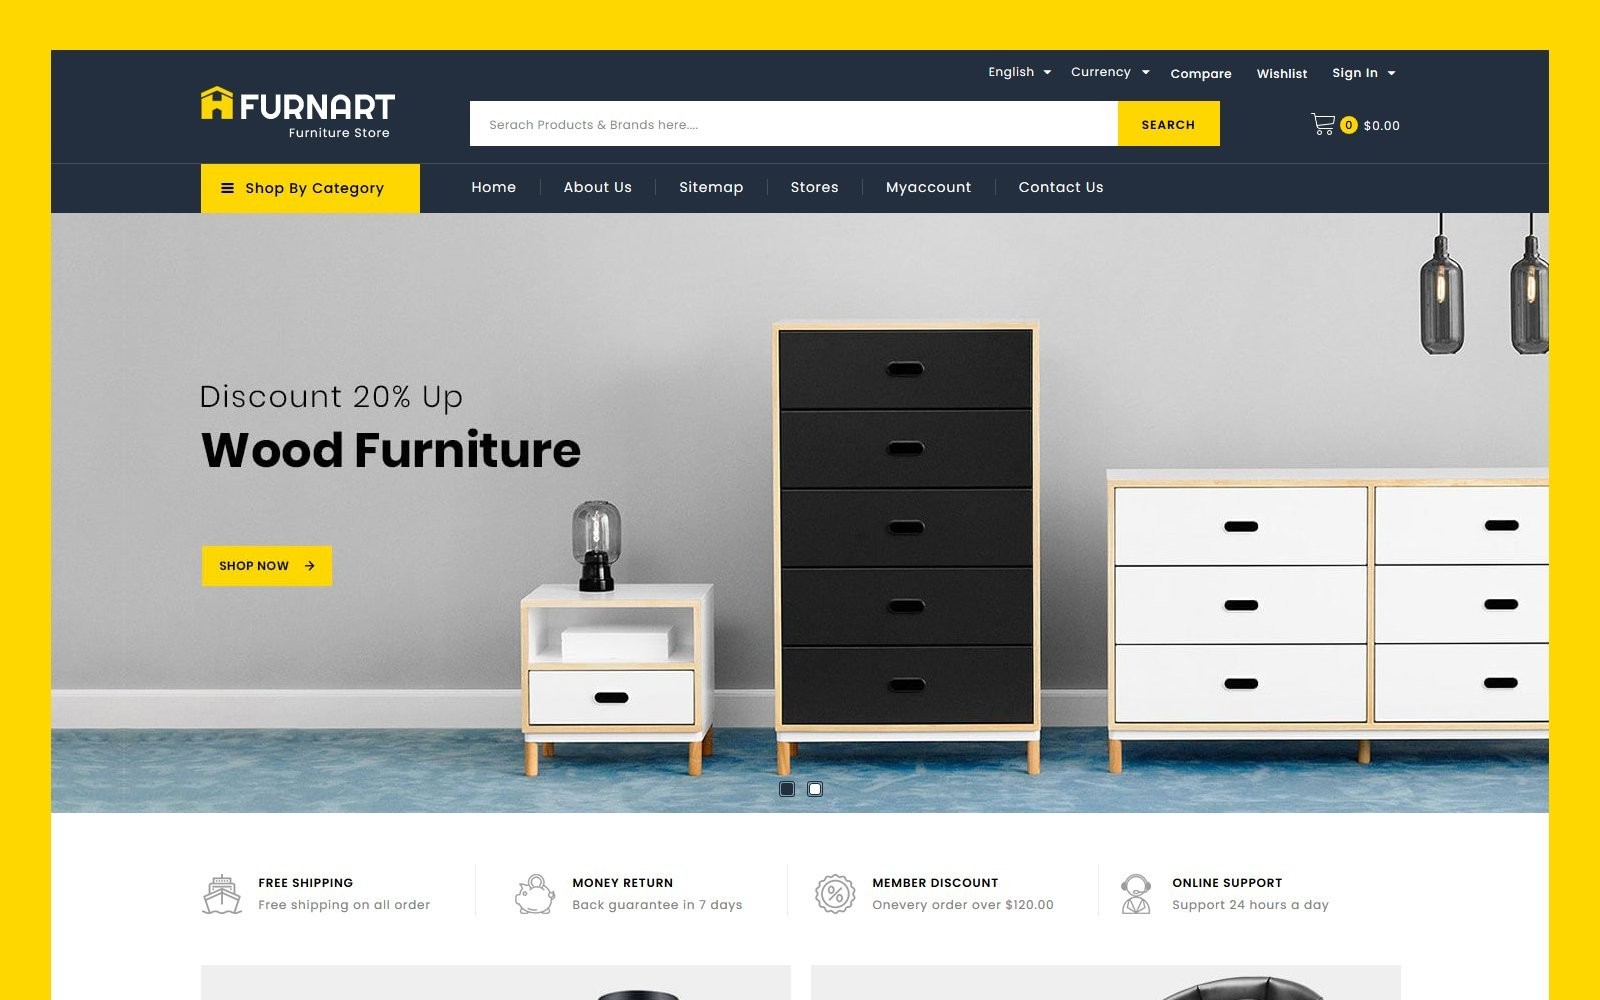 English
Currency
Compare
Wishlist
Sign In
FURNART
Furniture Store
Serach Products & Brands here....
SEARCH
0
$0.00
Shop By Category
Home
About Us
Sitemap
Stores
Myaccount
Contact Us
Discount 20% Up
Wood Furniture
SHOP NOW
FREE SHIPPING
Free shipping on all order
MONEY RETURN
Back guarantee in 7 days
MEMBER DISCOUNT
Onevery order over $120.00
ONLINE SUPPORT
Support 24 hours a day